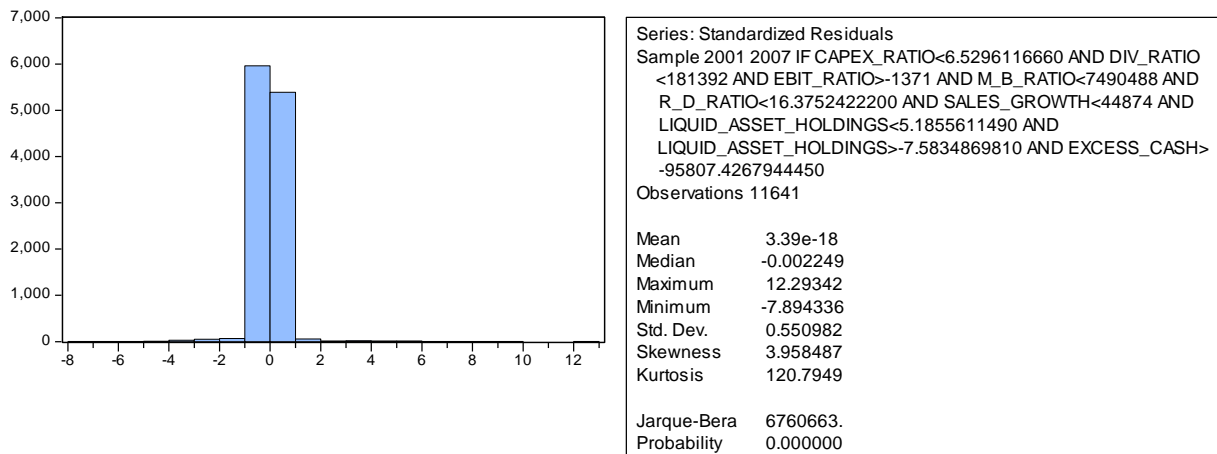 7,000
6,000
5,000
4,000
3,000
2,000
1,000
0
-8 -6 -4 -2 0 2 4 6 8 10 12
Series: Standardized Residuals
Sample 2001 2007 IF CAPEX_RATIO<6.5296116660 AND DIV_RATIO
<181392 AND EBIT_RATIO>-1371 AND M_B_RATIO<7490488 AND
R_D_RATIO<16.3752422200 AND SALES_GROWTH<44874 AND
LIQUID_ASSET_HOLDINGS<5.1855611490 AND
LIQUID_ASSET_HOLDINGS>-7.5834869810 AND EXCESS_CASH>
-95807.4267944450
Observations 11641
Mean 3.39e-18
Median -0.002249
Maximum 12.29342
Minimum -7.894336
Std. Dev. 0.550982
Skewness 3.958487
Kurtosis 120.7949
Jarque-Bera 6760663.
Probability 0.000000